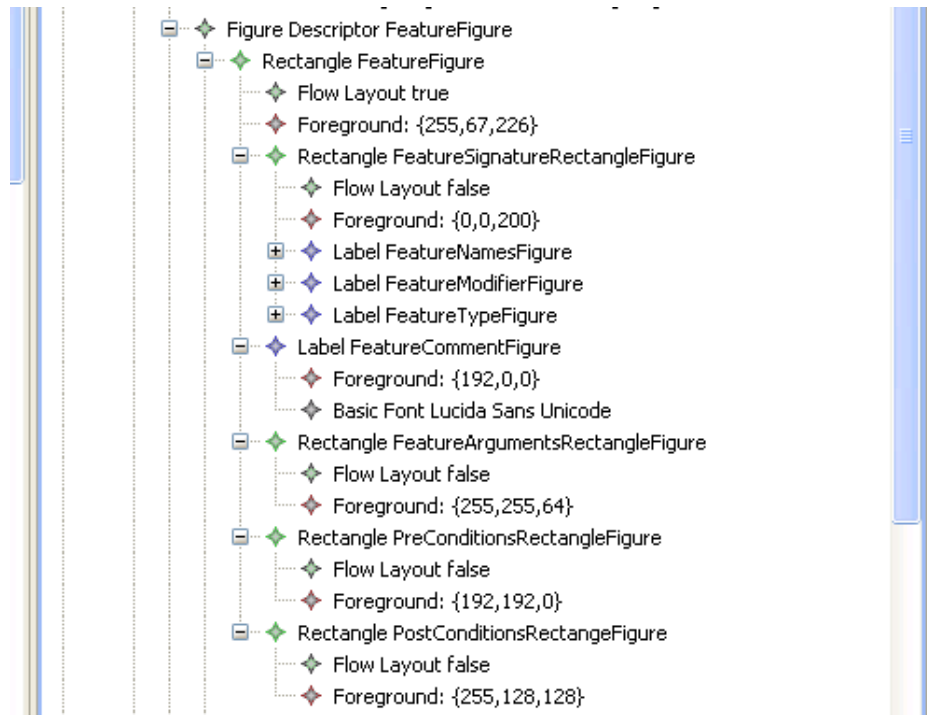 Figure Descriptor FeatureFigure
Rectangle FeatureFigure
Flow Layout true
Foreground: {255,67,226}
Rectangle FeatureSignatureRectangleFigure
Flow Layout false
Foreground: {0,0,200}
Label FeatureNamesFigure
Label FeatureModifierFigure
Label FeatureTypeFigure
Label FeatureCommentFigure
Foreground: {192,0,0}
Basic Font Lucida Sans Unicode
Rectangle FeatureArgumentsRectangleFigure
Flow Layout false
Foreground: {255,255,64}
Rectangle PreConditionsRectangleFigure
Flow Layout false
Foreground: {192,192,0}
Rectangle PostConditionsRectangeFigure
Flow Layout false
Foreground: {255,128,128}